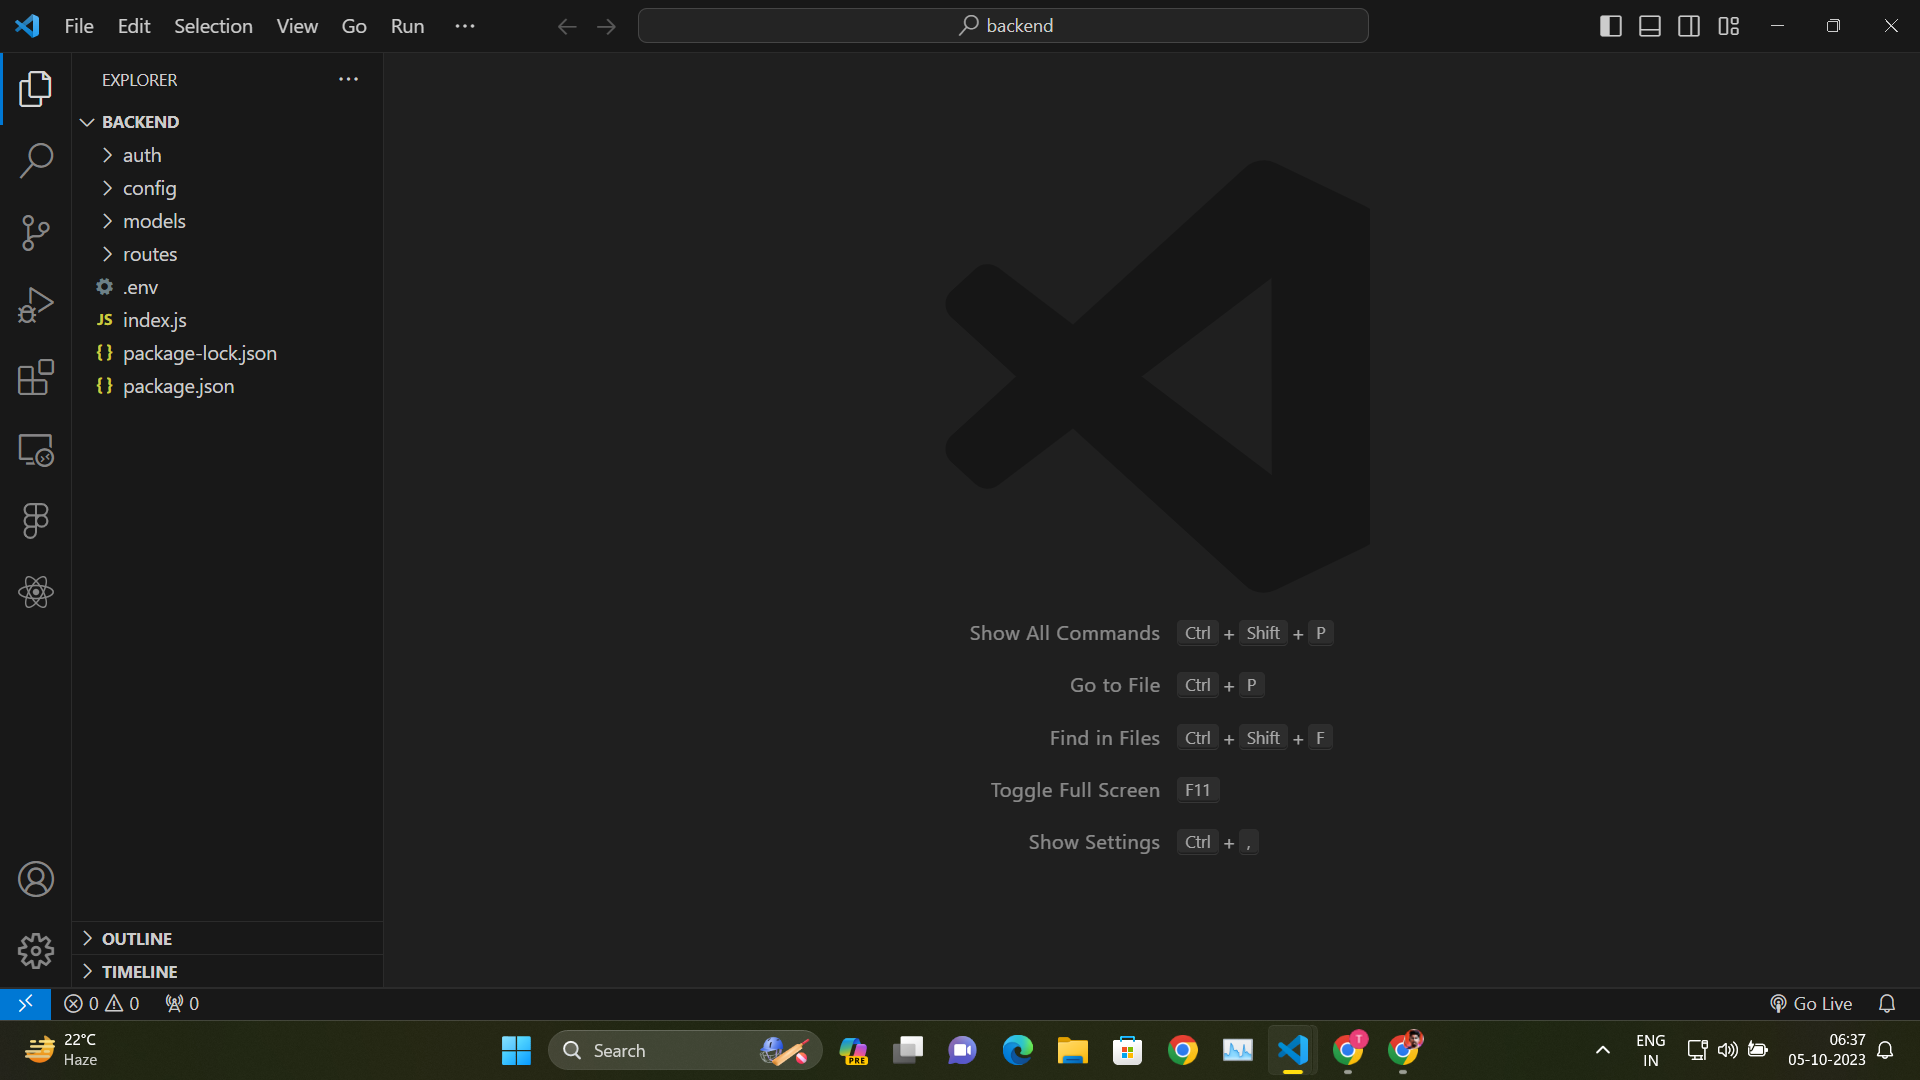 File Edit Selection View Go Run ···
backend
EXPLORER ···
BACKEND
auth
config
models
routes
.env
JS index.js
{} package-lock.json
{} package.json
Show All Commands Ctrl + Shift + P
Go to File Ctrl + P
Find in Files Ctrl + Shift + F
Toggle Full Screen F11
Show Settings Ctrl + ,
OUTLINE
TIMELINE
0 0 0
Go Live
22°C
Haze
Search
PRE
T
ENG
IN
06:37
05-10-2023